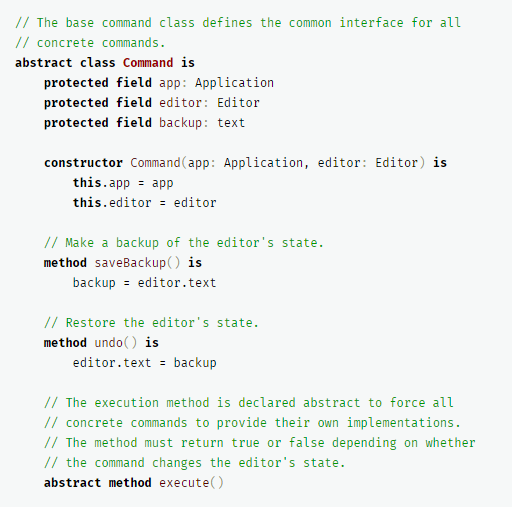 // The base command class defines the common interface for all
// concrete commands.
abstract class Command is
    protected field app: Application
    protected field editor: Editor
    protected field backup: text

    constructor Command(app: Application, editor: Editor) is
        this.app = app
        this.editor = editor

    // Make a backup of the editor's state.
    method saveBackup() is
        backup = editor.text

    // Restore the editor's state.
    method undo() is
        editor.text = backup

    // The execution method is declared abstract to force all
    // concrete commands to provide their own implementations.
    // The method must return true or false depending on whether
    // the command changes the editor's state.
    abstract method execute()